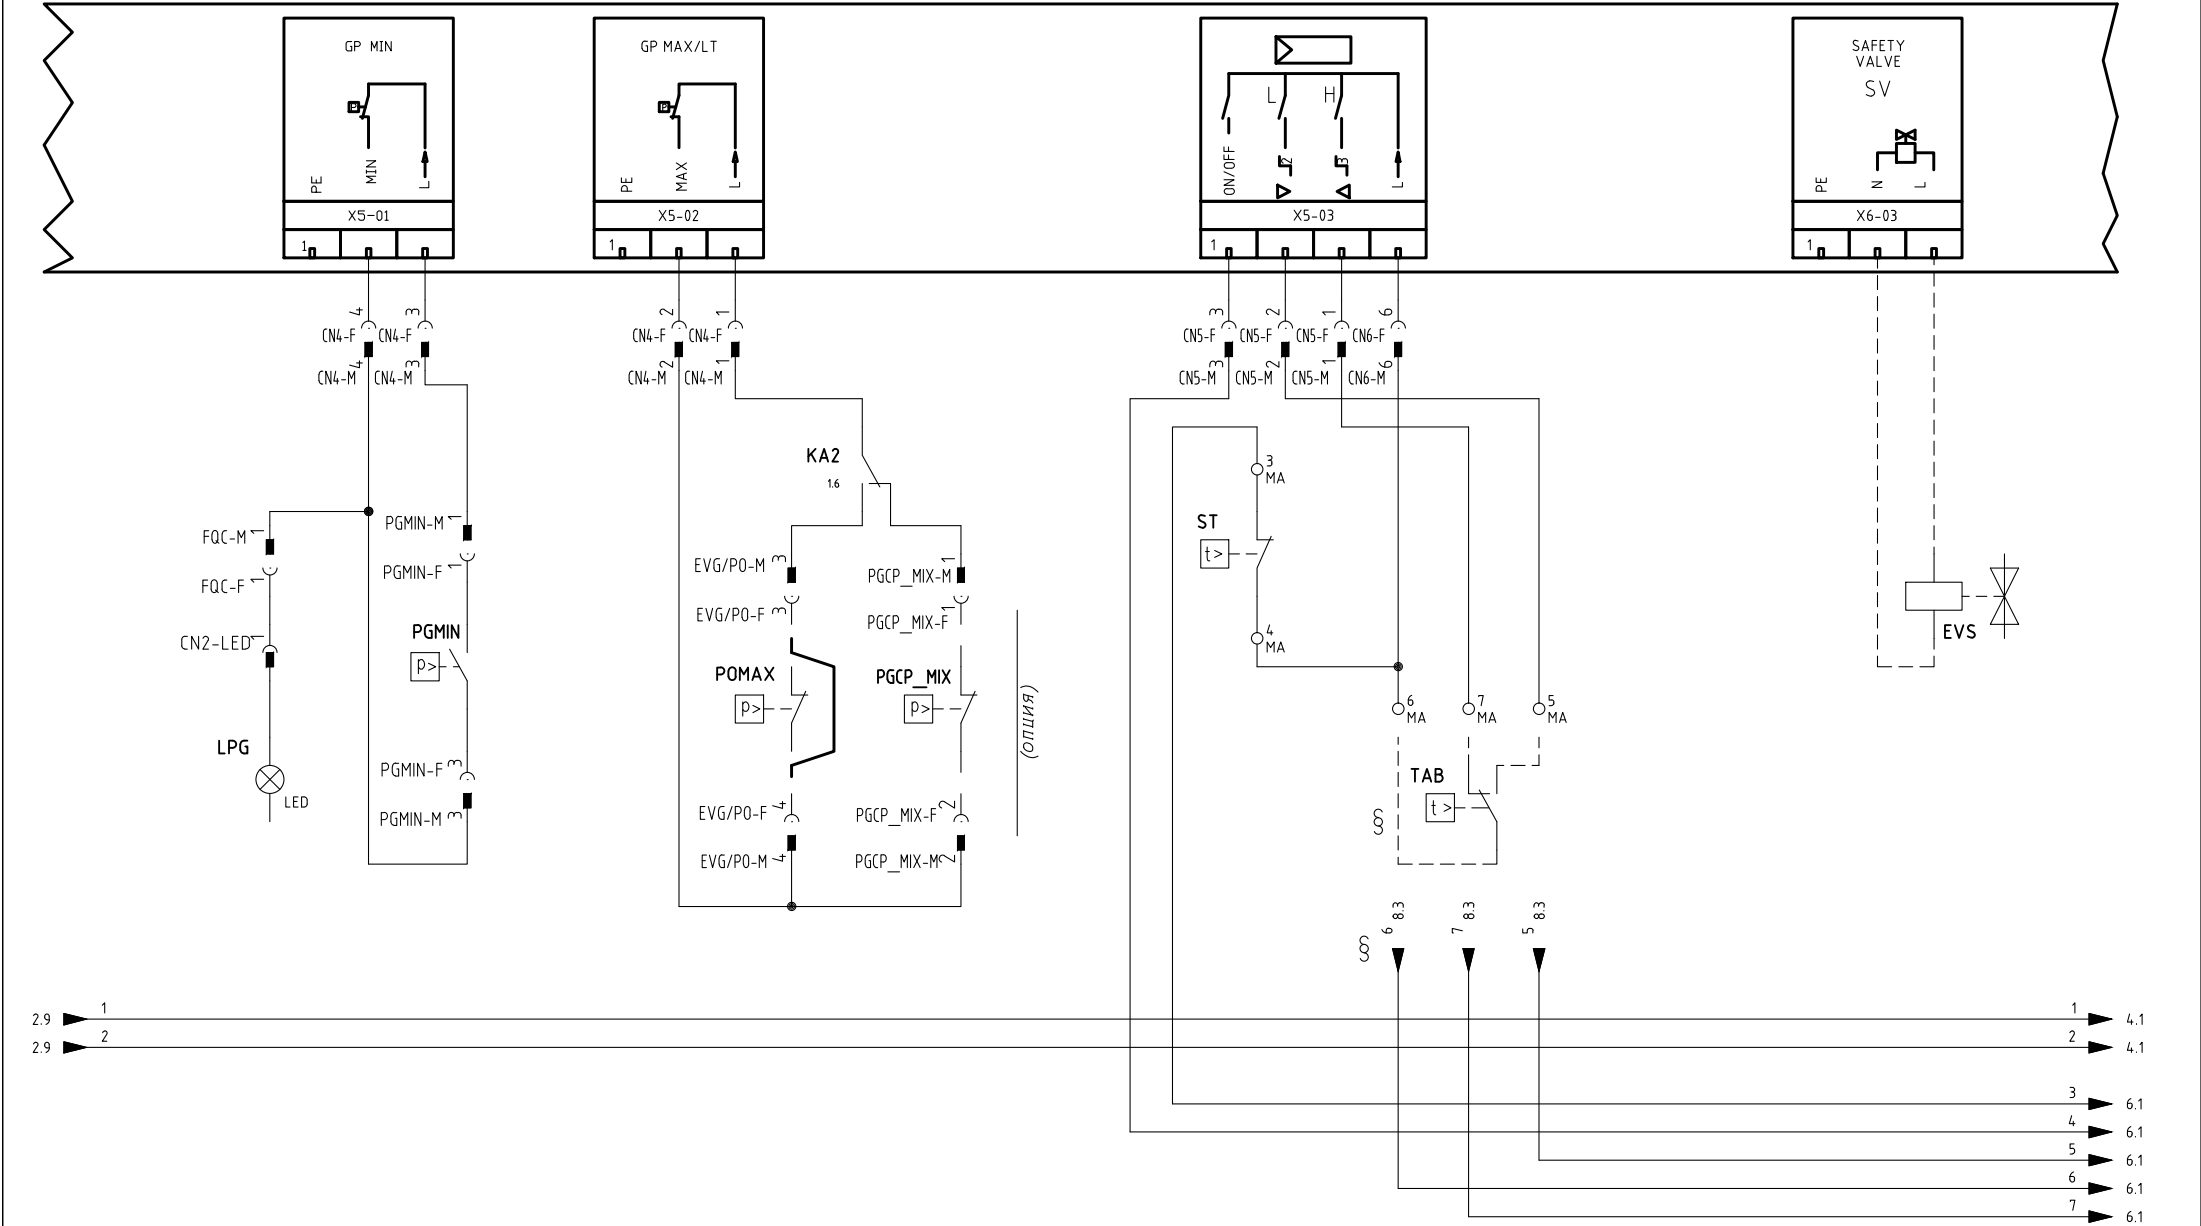 GP MIN
GP MAX/LT
SAFETY
VALVE
SV
L
H
P
P
2
3
PE
MIN
L
PE
MAX
L
ON/OFF
L
PE
N
L
X5-01
X5-02
X5-03
X6-03
1
1
1
1
4
3
2
1
3
2
1
6
CN4-F
CN4-F
CN4-F
CN4-F
CN5-F
CN5-F
CN5-F
CN6-F
4
3
2
1
3
2
1
6
CN4-M
CN4-M
CN4-M
CN4-M
CN5-M
CN5-M
CN5-M
CN6-M
KA2
1.6
3
MA
ST
t>
FQC-M
1
PGMIN-M
1
FQC-F
1
PGMIN-F
1
EVG/PO-M
3
PGCP_MIX-M
1
EVG/PO-F
3
PGCP_MIX-F
1
CN2-LED
1
PGMIN
p>
4
MA
EVS
POMAX
p>
PGCP_MIX
p>
(опция)
6
MA
7
MA
5
MA
LPG
LED
PGMIN-F
3
PGMIN-M
3
TAB
t>
§
EVG/PO-F
4
PGCP_MIX-F
2
EVG/PO-M
4
PGCP_MIX-M
2
8.3
8.3
8.3
6
7
5
§
2.9
1
1
4.1
2.9
2
2
4.1
3
6.1
4
6.1
5
6.1
6
6.1
7
6.1